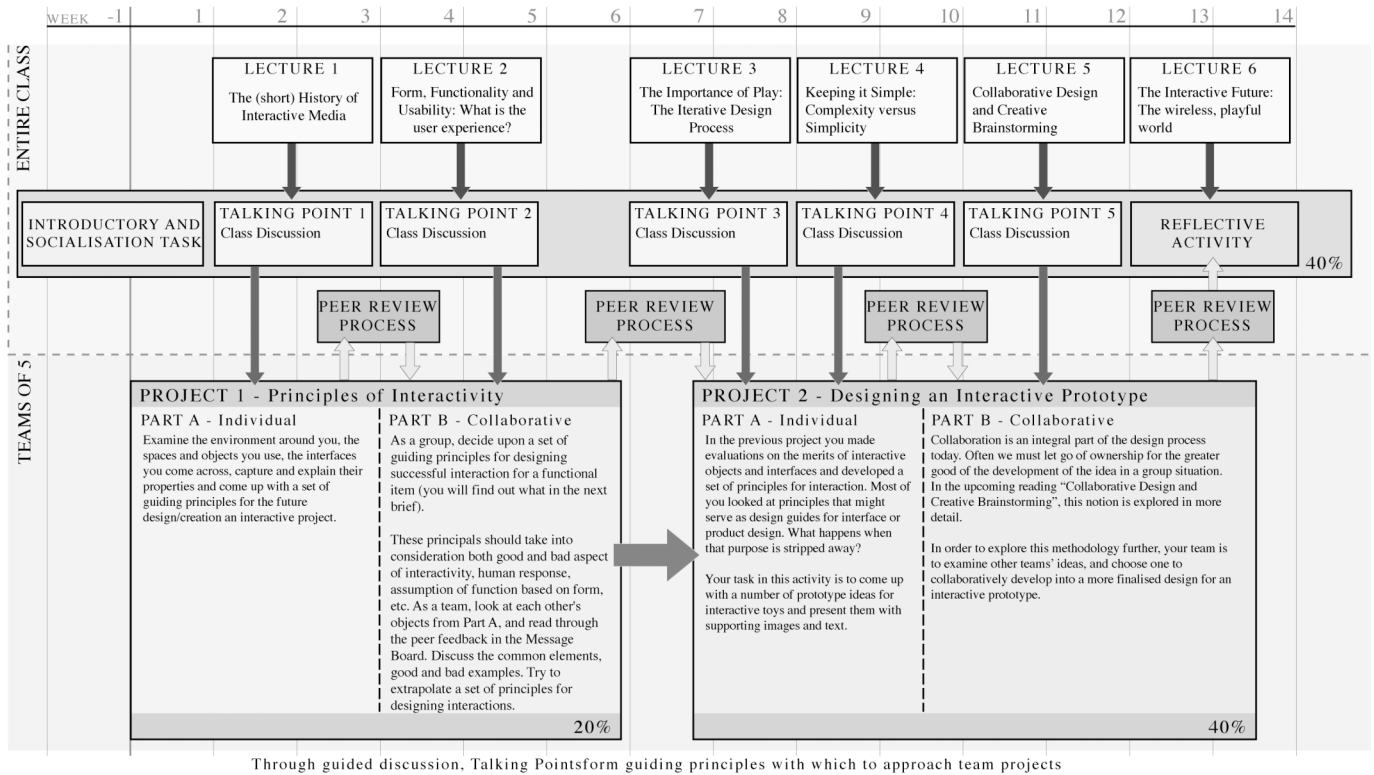 WEEK -1 1 2 3 4 5 6 7 8 9 10 11 12 13 14
ENTIRE CLASS
LECTURE 1
The (short) History of
Interactive Media
LECTURE 2
Form, Functionality and
Usability: What is the
user experience?
LECTURE 3
The Importance of Play:
The Iterative Design
Process
LECTURE 4
Keeping it Simple:
Complexity versus
Simplicity
LECTURE 5
Collaborative Design
and Creative
Brainstorming
LECTURE 6
The Interactive Future:
The wireless, playful
world
INTRODUCTORY AND
SOCIALISATION TASK
TALKING POINT 1
Class Discussion
TALKING POINT 2
Class Discussion
TALKING POINT 3
Class Discussion
TALKING POINT 4
Class Discussion
TALKING POINT 5
Class Discussion
REFLECTIVE
ACTIVITY
40%
PEER REVIEW
PROCESS
PEER REVIEW
PROCESS
PEER REVIEW
PROCESS
PEER REVIEW
PROCESS
TEAMS OF 5
PROJECT 1 - Principles of Interactivity
PART A - Individual
Examine the environment around you, the
spaces and objects you use, the interfaces
you come across, capture and explain their
properties and come up with a set of
guiding principles for the future
design/creation an interactive project.
PART B - Collaborative
As a group, decide upon a set of
guiding principles for designing
successful interaction for a functional
item (you will find out what in the next
brief).
These principals should take into
consideration both good and bad aspect
of interactivity, human response,
assumption of function based on form,
etc. As a team, look at each other's
objects from Part A, and read through
the peer feedback in the Message
Board. Discuss the common elements,
good and bad examples. Try to
extrapolate a set of principles for
designing interactions.
20%
PROJECT 2 - Designing an Interactive Prototype
PART A - Individual
In the previous project you made
evaluations on the merits of interactive
objects and interfaces and developed a
set of principles for interaction. Most of
you looked at principles that might
serve as design guides for interface or
product design. What happens when
that purpose is stripped away?
Your task in this activity is to come up
with a number of prototype ideas for
interactive toys and present them with
supporting images and text.
PART B - Collaborative
Collaboration is an integral part of the design process
today. Often we must let go of ownership for the greater
good of the development of the idea in a group situation.
In the upcoming reading “Collaborative Design and
Creative Brainstorming”, this notion is explored in more
detail.
In order to explore this methodology further, your team is
to examine other teams’ ideas, and choose one to
collaboratively develop into a more finalised design for an
interactive prototype.
40%
Through guided discussion, Talking Pointsform guiding principles with which to approach team projects